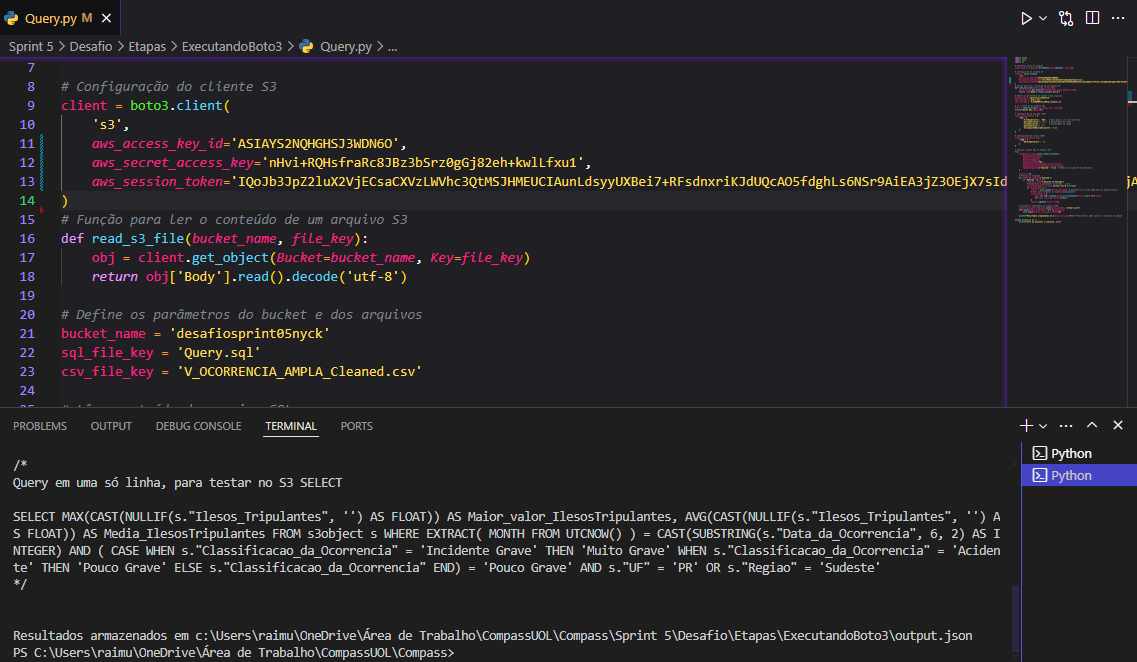 Query.py M
Sprint 5 > Desafio > Etapas > ExecutandoBoto3 > Query.py > ...
7
8 # Configuração do cliente S3
9 client = boto3.client(
10 's3',
11 aws_access_key_id='ASIAYS2NQHGHSJ3WDN6O',
12 aws_secret_access_key='nHvi+RQHsfraRc8JBz3bSrz0gGj82eh+kwlLfxu1',
13 aws_session_token='IQoJb3JpZ2luX2VjECsaCXVzLWVhc3QtMSJHMEUCIAunLdsyyUXBei7+RFsdnxriKJdUQcAO5fdghLs6NSr9AiEA3jZ3OEjX7sId
14 )
15 # Função para ler o conteúdo de um arquivo S3
16 def read_s3_file(bucket_name, file_key):
17 obj = client.get_object(Bucket=bucket_name, Key=file_key)
18 return obj['Body'].read().decode('utf-8')
19
20 # Define os parâmetros do bucket e dos arquivos
21 bucket_name = 'desafiosprint05nyck'
22 sql_file_key = 'Query.sql'
23 csv_file_key = 'V_OCORRENCIA_AMPLA_Cleaned.csv'
24
PROBLEMS OUTPUT DEBUG CONSOLE TERMINAL PORTS
Python
Python
/*
Query em uma só linha, para testar no S3 SELECT
SELECT MAX(CAST(NULLIF(s."Ilesos_Tripulantes", '') AS FLOAT)) AS Maior_valor_IlesosTripulantes, AVG(CAST(NULLIF(s."Ilesos_Tripulantes", '') A
S FLOAT)) AS Media_IlesosTripulantes FROM s3object s WHERE EXTRACT( MONTH FROM UTCNOW() ) = CAST(SUBSTRING(s."Data_da_Ocorrencia", 6, 2) AS I
NTEGER) AND ( CASE WHEN s."Classificacao_da_Ocorrencia" = 'Incidente Grave' THEN 'Muito Grave' WHEN s."Classificacao_da_Ocorrencia" = 'Aciden
te' THEN 'Pouco Grave' ELSE s."Classificacao_da_Ocorrencia" END) = 'Pouco Grave' AND s."UF" = 'PR' OR s."Regiao" = 'Sudeste'
*/
Resultados armazenados em c:\Users\raimu\OneDrive\Área de Trabalho\CompassUOL\Compass\Sprint 5\Desafio\Etapas\ExecutandoBoto3\output.json
PS C:\Users\raimu\OneDrive\Área de Trabalho\CompassUOL\Compass>